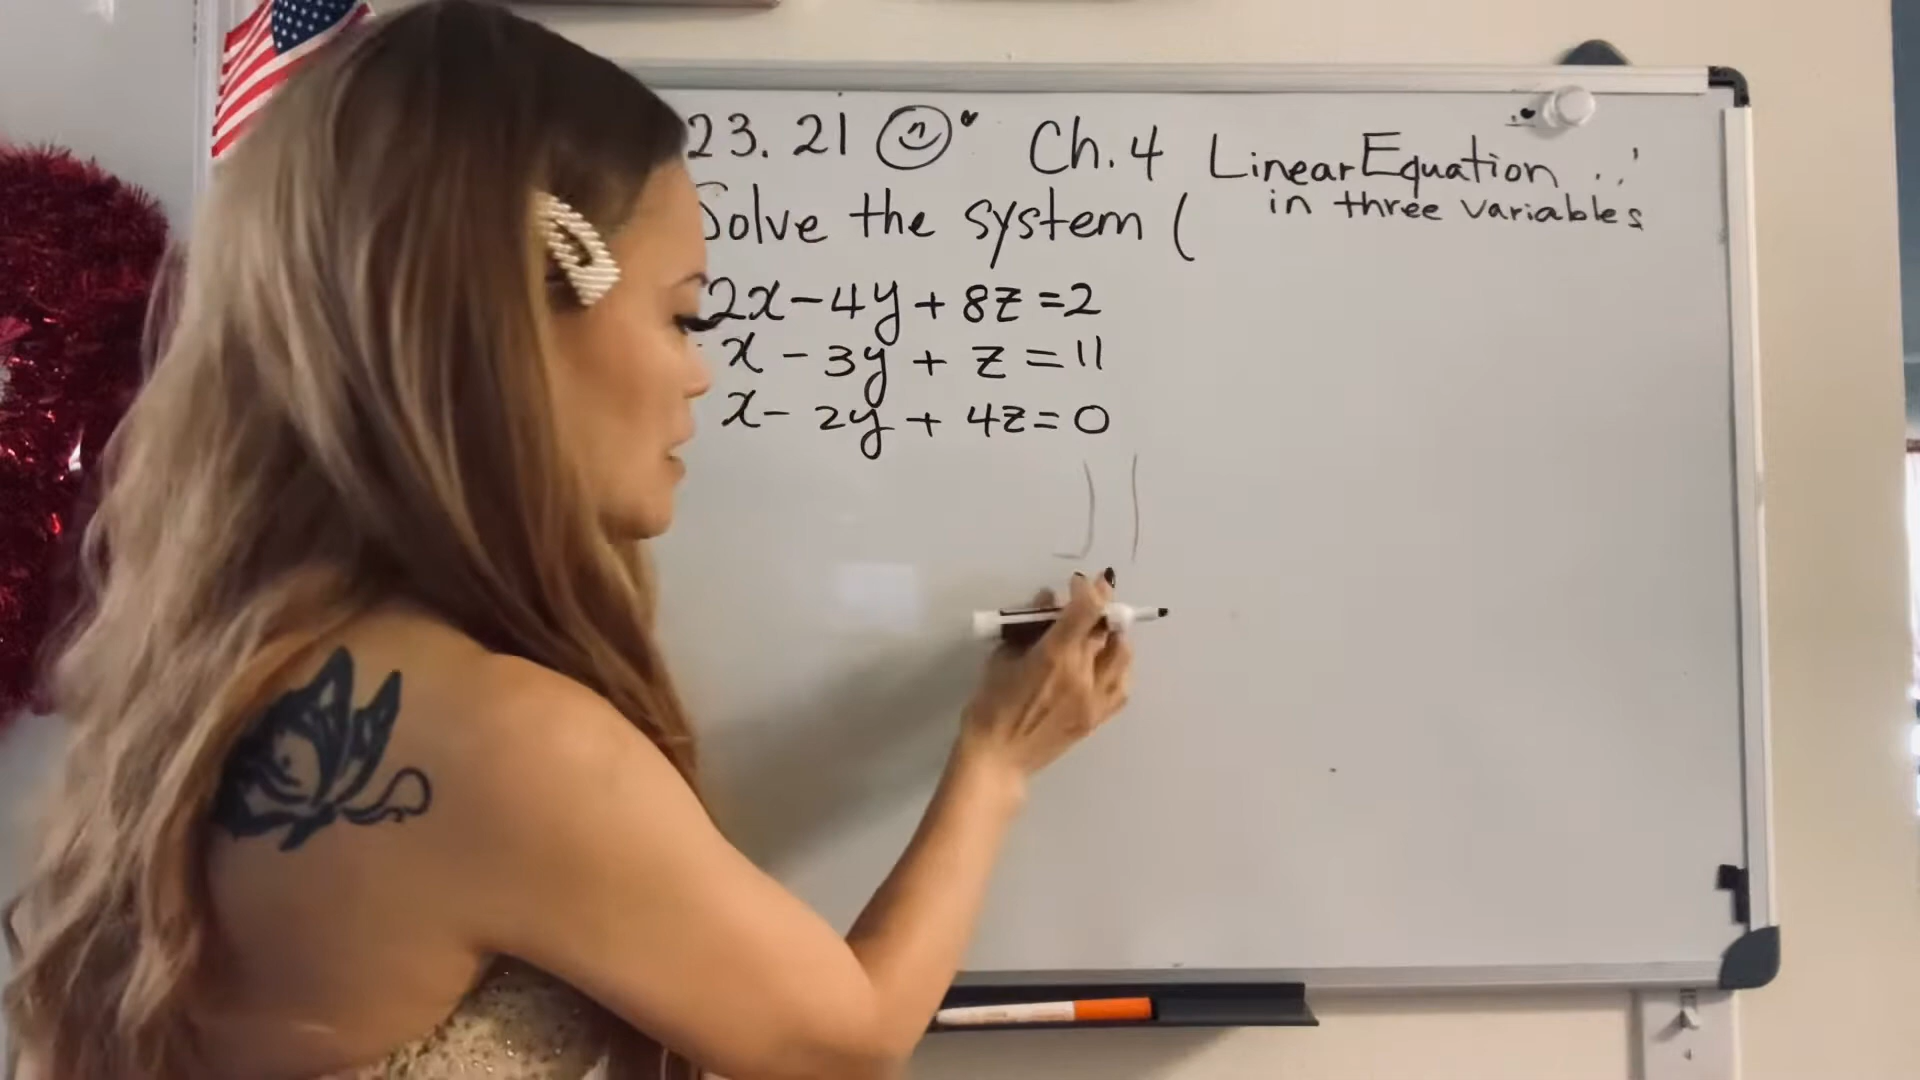 23.21 Ch.4 Linear Equation
in three variables
Solve the system (
2x-4y+8z=2
x-3y+z=11
x-2y+4z=0